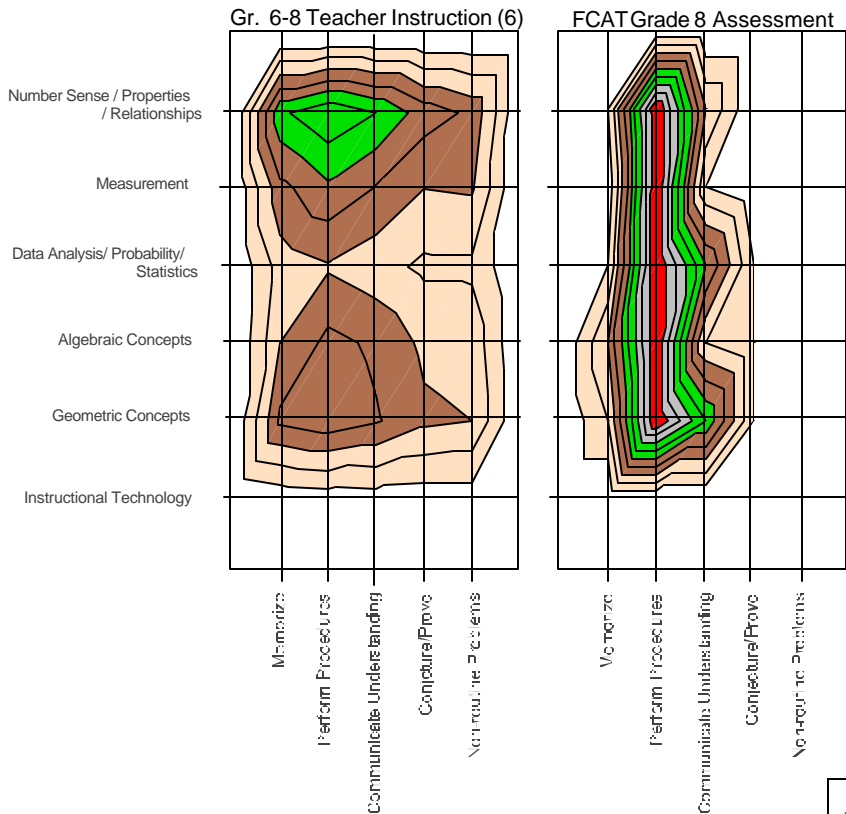 Gr. 6-8 Teacher Instruction (6)
FCAT Grade 8 Assessment
Number Sense / Properties
/ Relationships
Measurement
Data Analysis/ Probability/
Statistics
Algebraic Concepts
Geometric Concepts
Instructional Technology
Memorize
Perform Procedures
Communicate Understanding
Conjcture/Prove
Non-routine Problems
Memorize
Perform Procedures
Communicate Understanding
Conjecture/Prove
Non-routine Problems